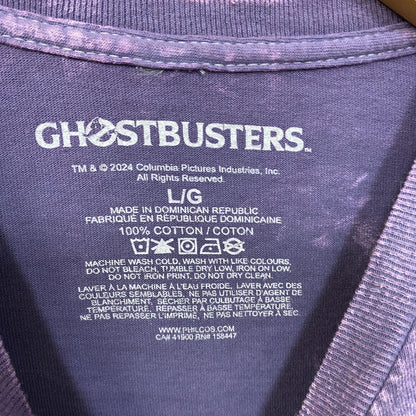 GHOSTBUSTERS™
TM & © 2024 Columbia Pictures Industries, Inc.
All Rights Reserved.
L/G
MADE IN DOMINICAN REPUBLIC
FABRIQUÉ EN RÉPUBLIQUE DOMINICAINE
100% COTTON / COTON
MACHINE WASH COLD, WASH WITH LIKE COLOURS,
DO NOT BLEACH, TUMBLE DRY LOW, IRON ON LOW,
DO NOT IRON PRINT, DO NOT DRY CLEAN.
LAVER À LA MACHINE À L'EAU FROIDE, LAVER AVEC DES
COULEURS SEMBLABLES, NE PAS UTILISER D'AGENT DE
BLANCHIMENT, SÉCHER PAR CULBUTAGE À BASSE
TEMPÉRATURE, REPASSER À BASSE TEMPÉRATURE,
NE PAS REPASSER L'IMPRIMÉ, NE PAS NETTOYER À SEC.
WWW.PHILCOS.COM
CA# 41900 RN# 158447